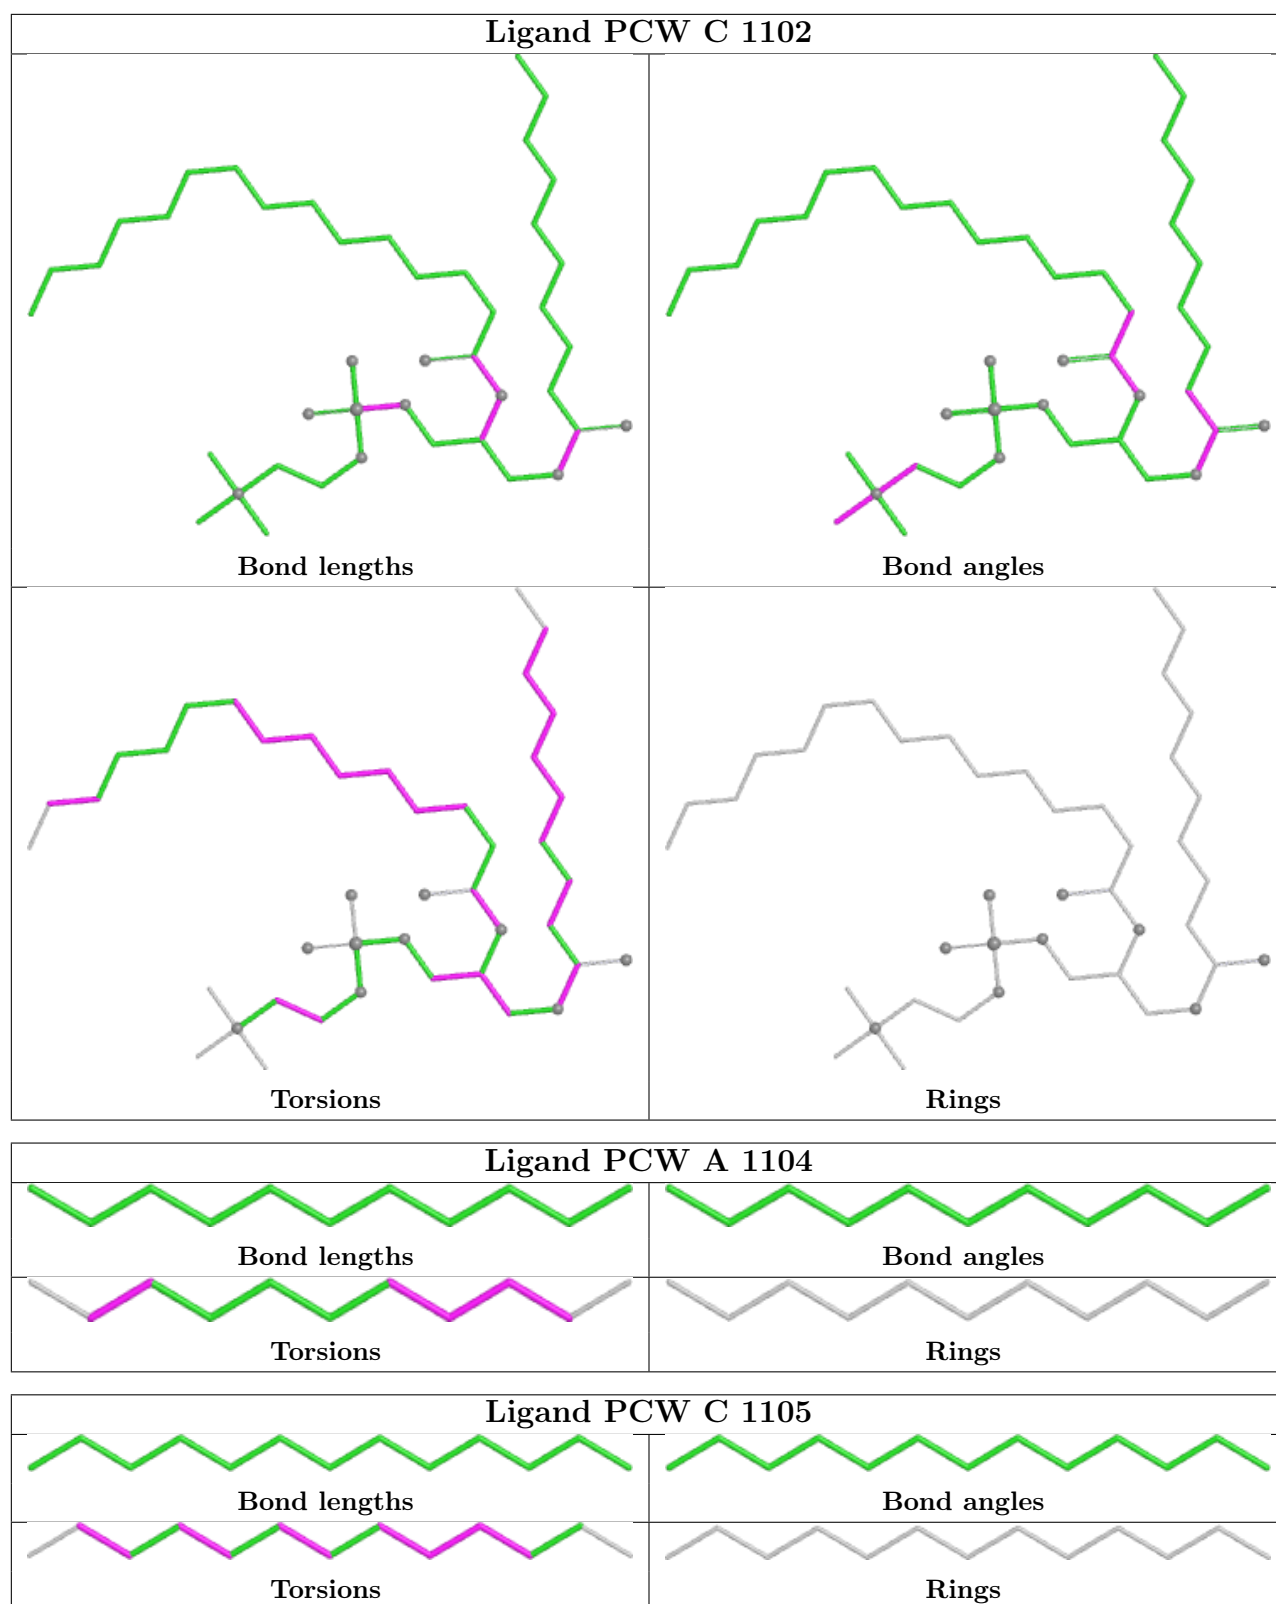 Ligand PCW C 1102
Bond lengths
Bond angles
Torsions
Rings
Ligand PCW A 1104
Bond lengths
Bond angles
Torsions
Rings
Ligand PCW C 1105
Bond lengths
Bond angles
Torsions
Rings